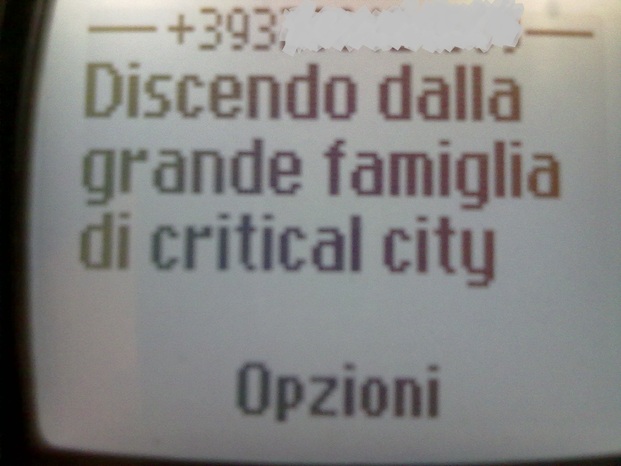 +393
Discendo dalla
grande famiglia
di critical city
Opzioni